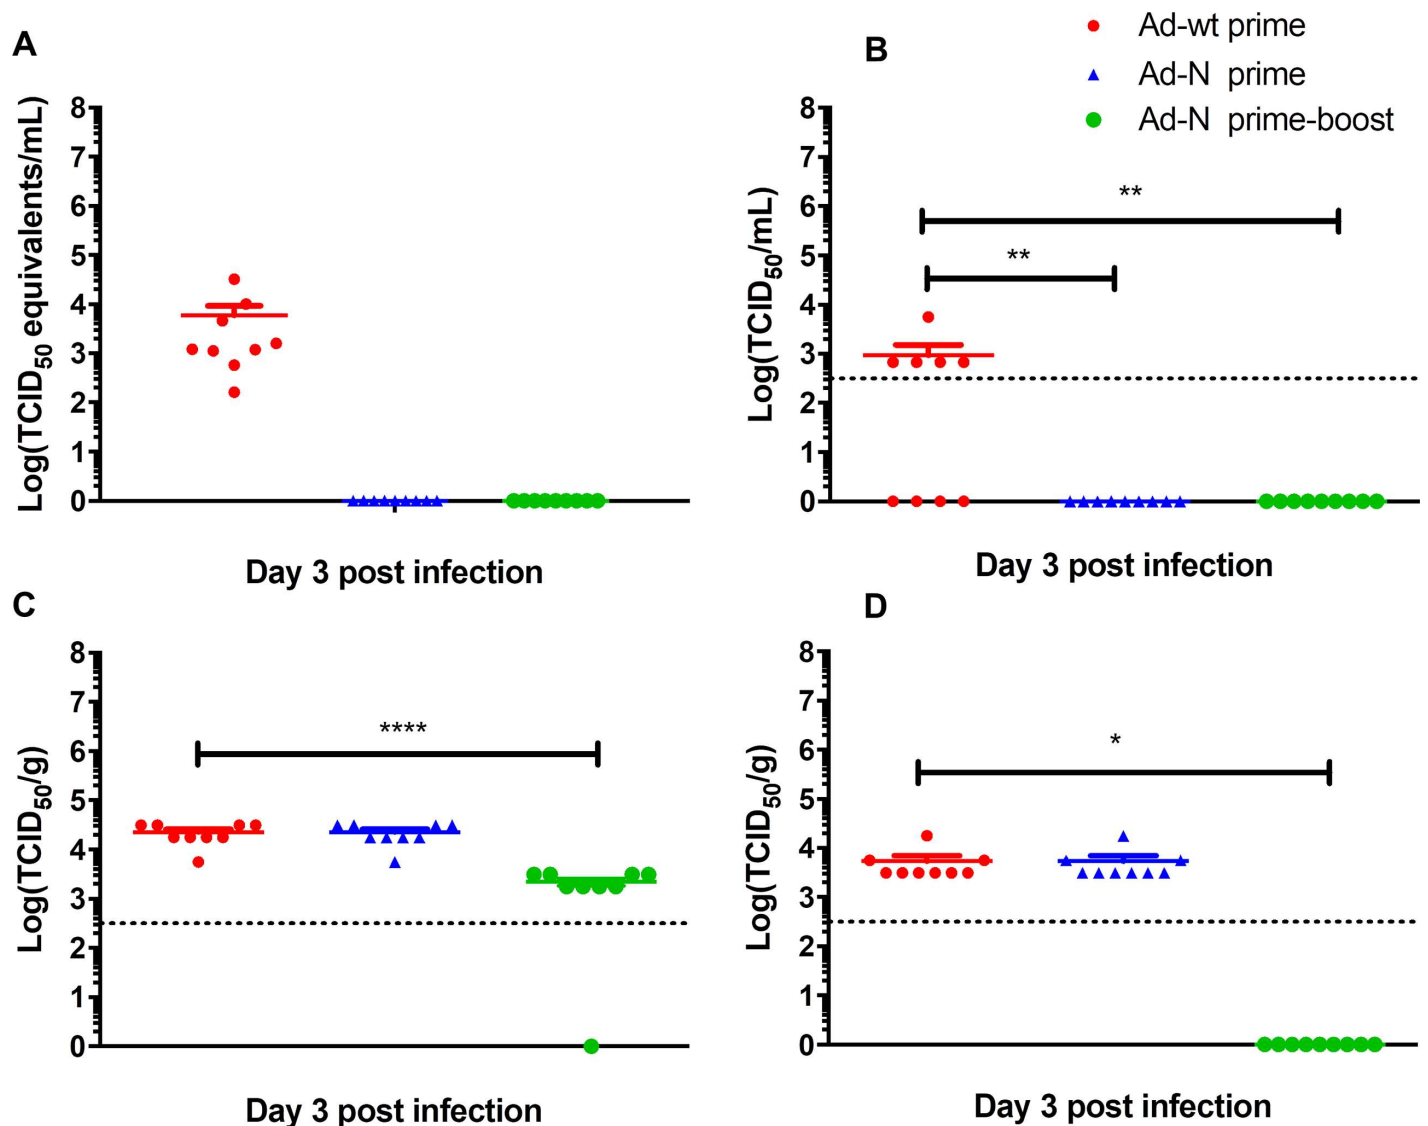 A
Log(TCID50 equivalents/mL)
8
7
6
5
4
3
2
1
0
Day 3 post infection
B
Ad-wt prime
Ad-N prime
Ad-N prime-boost
Log(TCID50/mL)
8
7
6
5
4
3
2
1
0
**
**
Day 3 post infection
C
Log(TCID50/g)
8
7
6
5
4
3
2
1
0
****
Day 3 post infection
D
Log(TCID50/g)
8
7
6
5
4
3
2
1
0
*
Day 3 post infection